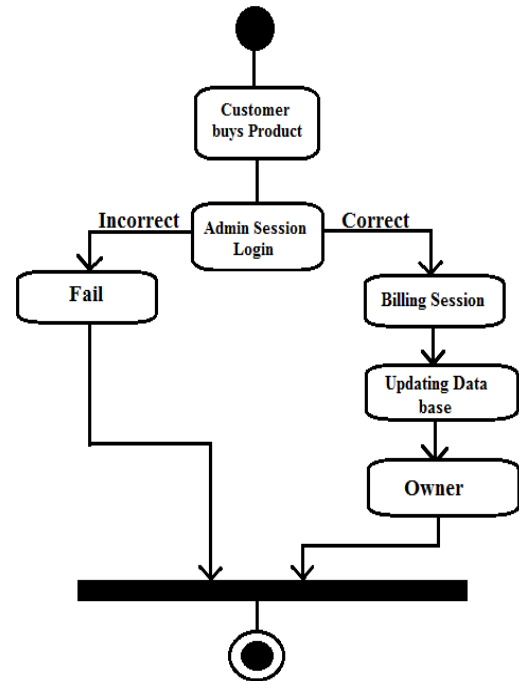 Customer
buys Product
Incorrect
Admin Session
Login
Correct
Fail
Billing Session
Updating Data
base
Owner